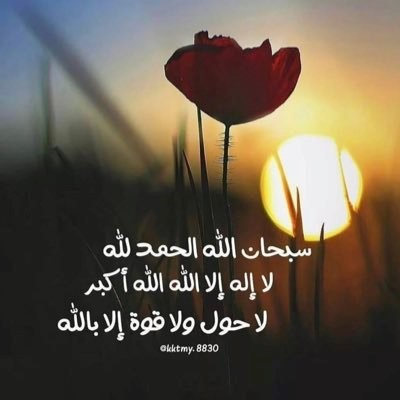 سبحان الله الحمد لله
لا إله إلا الله الله أكبر
لا حول ولا قوة إلا بالله
@kktmy.8830